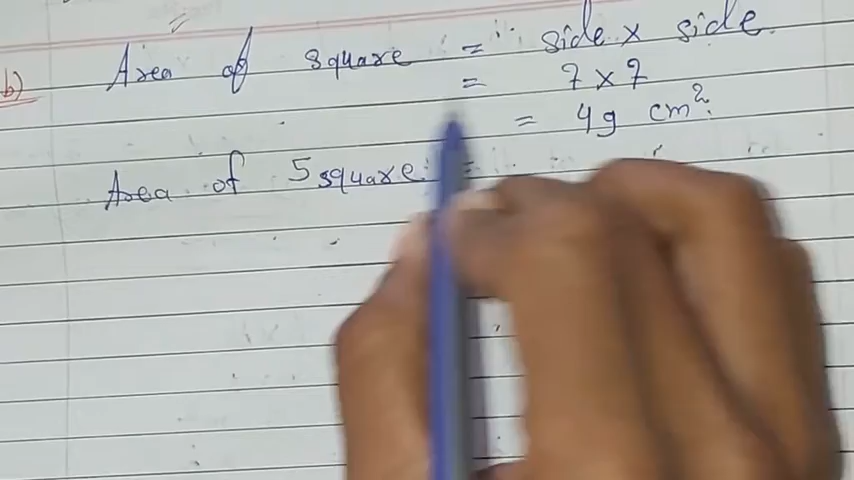 b) Area of square = side × side
= 7 × 7
= 49 cm².
Area of 5 square =